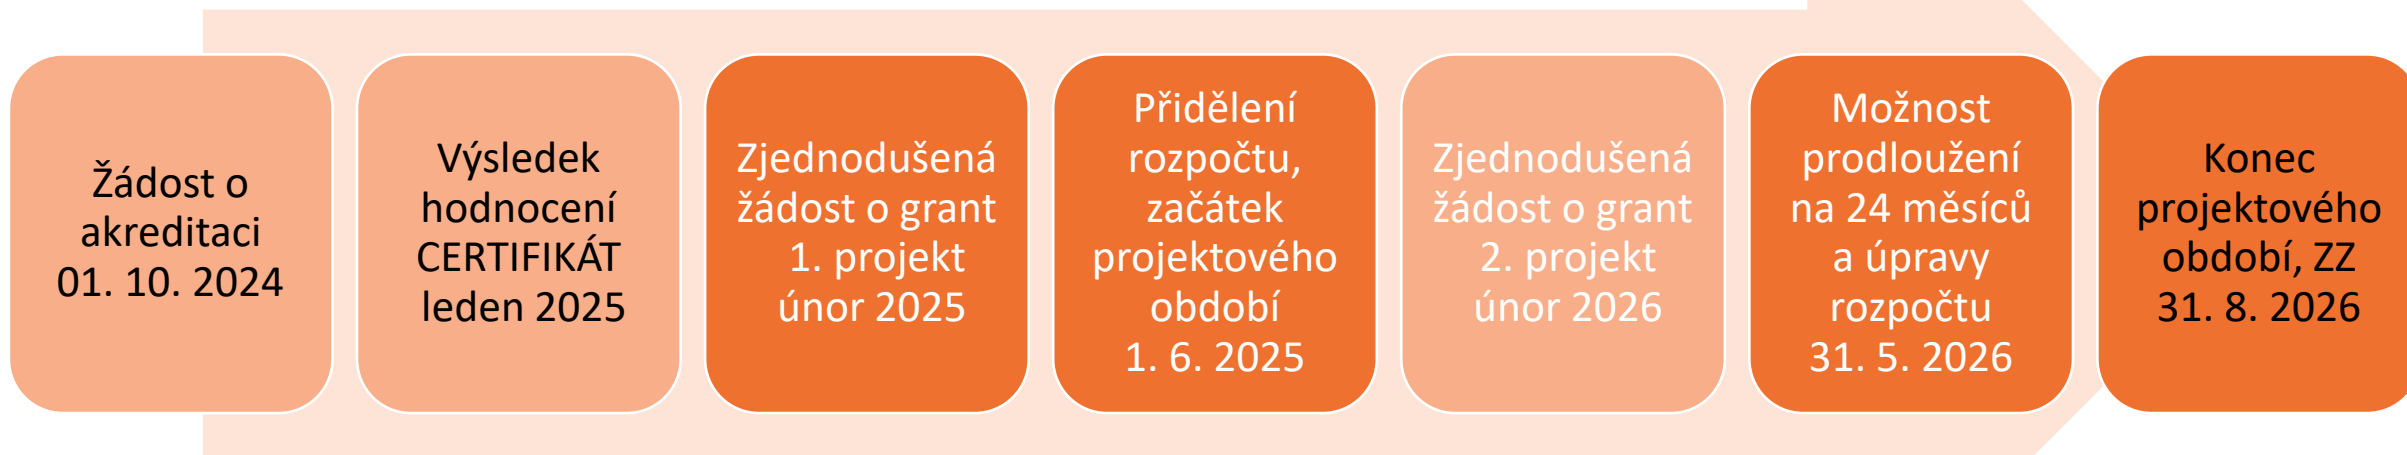 Žádost o
akreditaci
01. 10. 2024
Výsledek
hodnocení
CERTIFIKÁT
leden 2025
Zjednodušená
žádost o grant
1. projekt
únor 2025
Přidělení
rozpočtu,
začátek
projektového
období
1. 6. 2025
Zjednodušená
žádost o grant
2. projekt
únor 2026
Možnost
prodloužení
na 24 měsíců
a úpravy
rozpočtu
31. 5. 2026
Konec
projektového
období, ZZ
31. 8. 2026